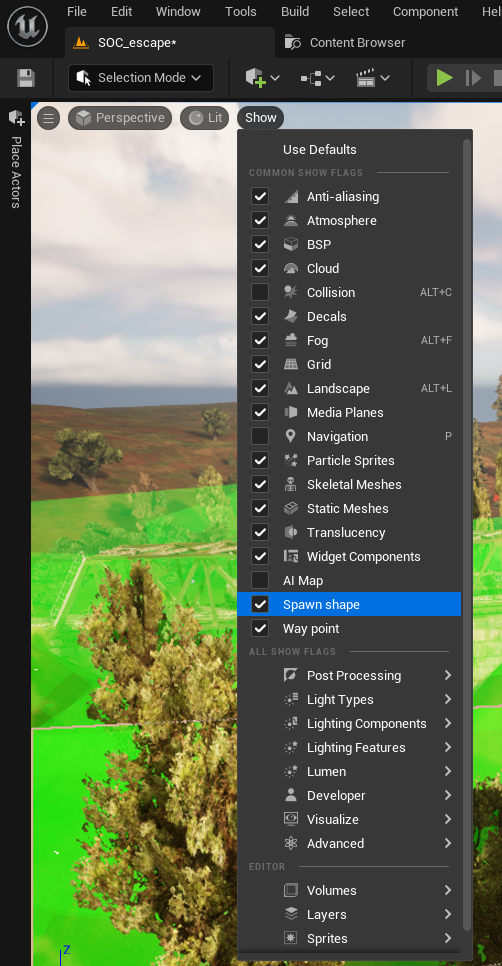 File Edit Window Tools Build Select Component Hel
SOC_escape* Content Browser
Selection Mode
Perspective Lit Show
Place Actors
Use Defaults
COMMON SHOW FLAGS
Anti-aliasing
Atmosphere
BSP
Cloud
Collision ALT+C
Decals
Fog ALT+F
Grid
Landscape ALT+L
Media Planes
Navigation P
Particle Sprites
Skeletal Meshes
Static Meshes
Translucency
Widget Components
AI Map
Spawn shape
Way point
ALL SHOW FLAGS
Post Processing
Light Types
Lighting Components
Lighting Features
Lumen
Developer
Visualize
Advanced
EDITOR
Volumes
Layers
Sprites
Z